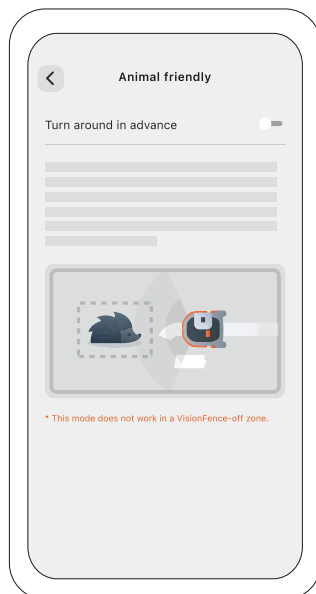 Animal friendly
Turn around in advance
* This mode does not work in a VisionFence-off zone.